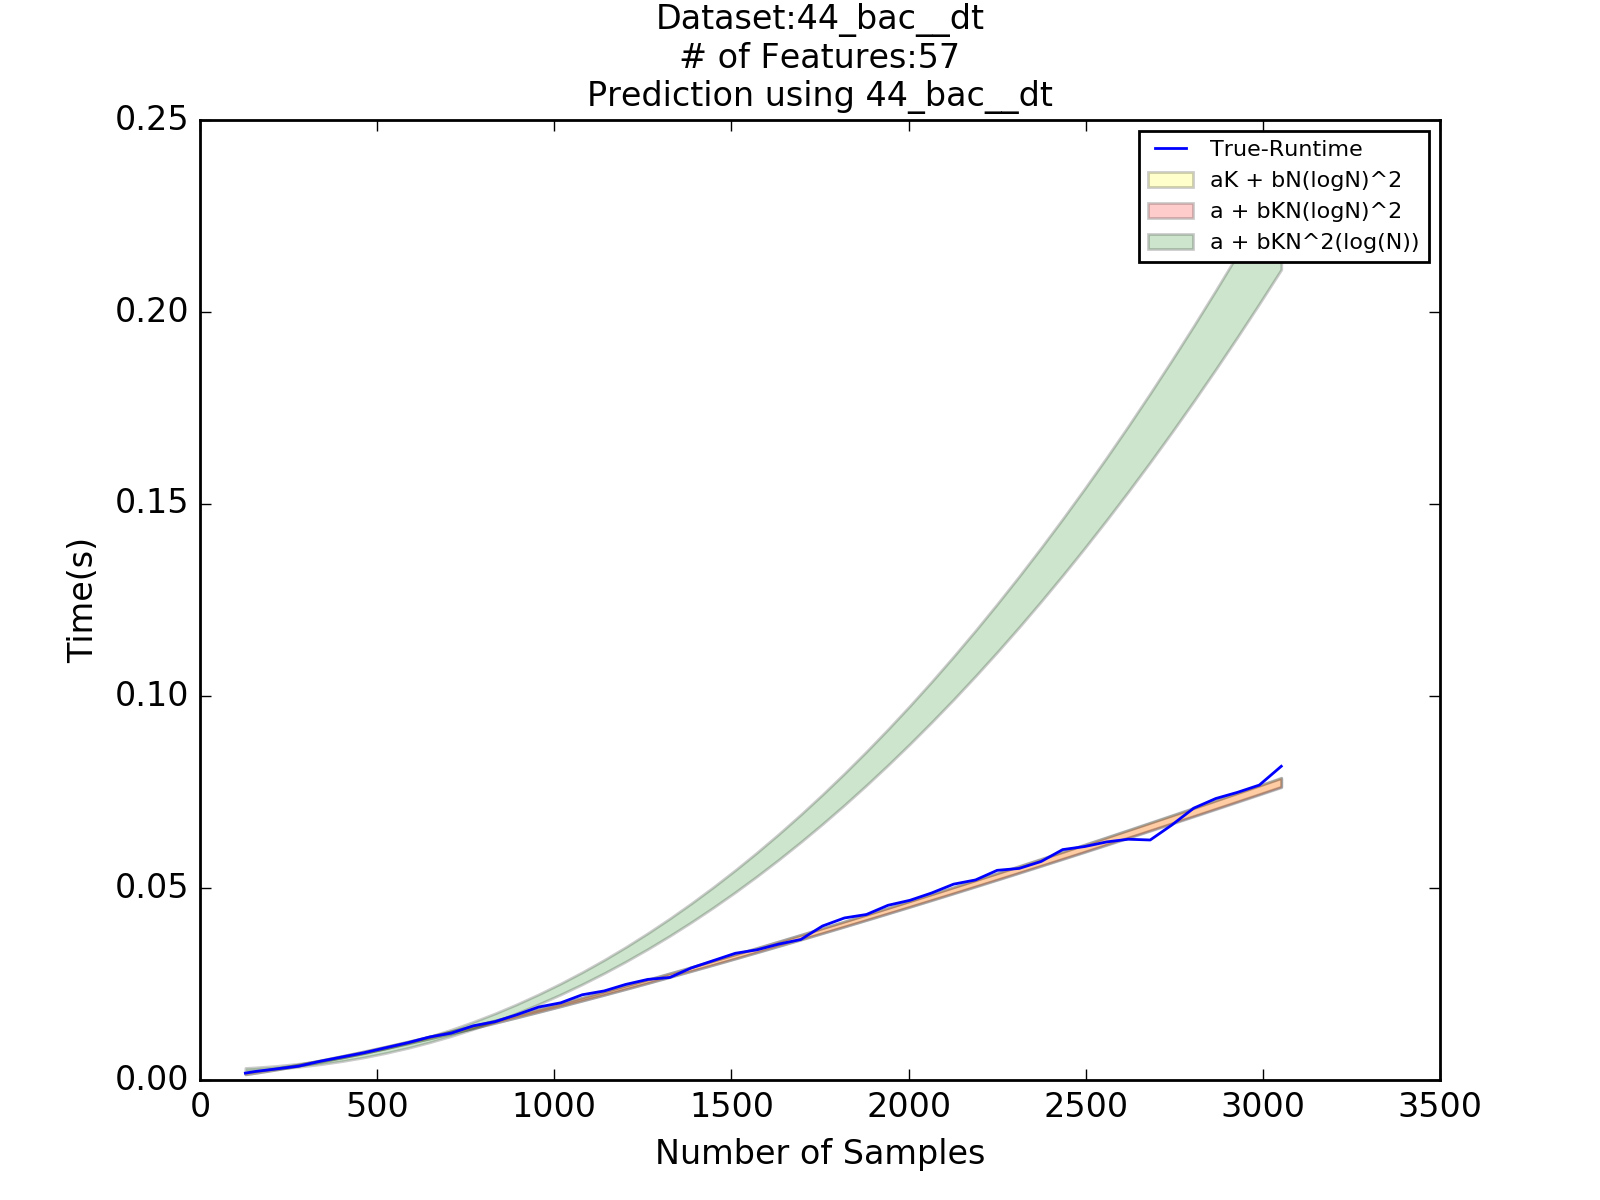 Dataset:44_bac__dt
# of Features:57
Prediction using 44_bac__dt
0.25
0.20
0.15
0.10
0.05
0.00
Time(s)
True-Runtime
aK + bN(logN)^2
a + bKN(logN)^2
a + bKN^2(log(N))
0 500 1000 1500 2000 2500 3000 3500
Number of Samples